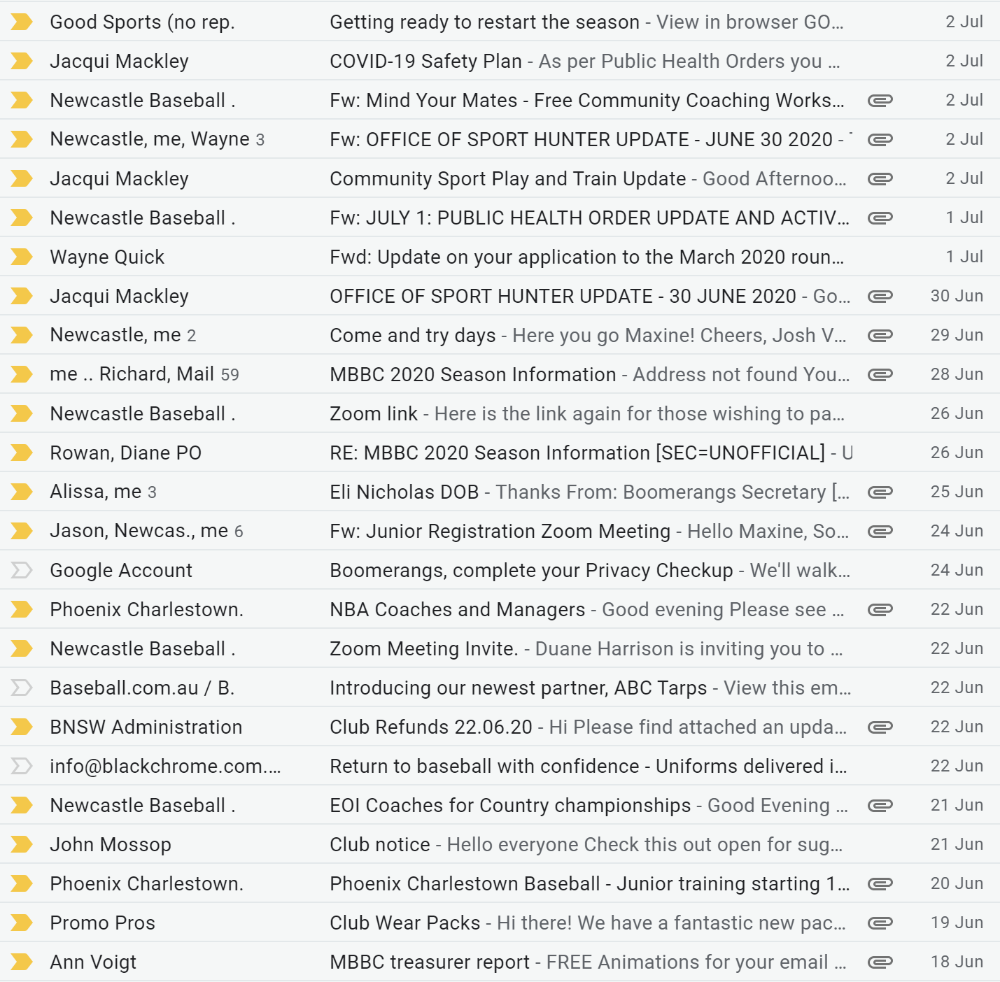 Good Sports (no rep. Getting ready to restart the season - View in browser GO... 2 Jul
Jacqui Mackley COVID-19 Safety Plan - As per Public Health Orders you ... 2 Jul
Newcastle Baseball . Fw: Mind Your Mates - Free Community Coaching Works... 2 Jul
Newcastle, me, Wayne 3 Fw: OFFICE OF SPORT HUNTER UPDATE - JUNE 30 2020 - 2 Jul
Jacqui Mackley Community Sport Play and Train Update - Good Afternoo... 2 Jul
Newcastle Baseball . Fw: JULY 1: PUBLIC HEALTH ORDER UPDATE AND ACTIV... 1 Jul
Wayne Quick Fwd: Update on your application to the March 2020 roun... 1 Jul
Jacqui Mackley OFFICE OF SPORT HUNTER UPDATE - 30 JUNE 2020 - Go... 30 Jun
Newcastle, me 2 Come and try days - Here you go Maxine! Cheers, Josh V... 29 Jun
me .. Richard, Mail 59 MBBC 2020 Season Information - Address not found You... 28 Jun
Newcastle Baseball . Zoom link - Here is the link again for those wishing to pa... 26 Jun
Rowan, Diane PO RE: MBBC 2020 Season Information [SEC=UNOFFICIAL] - U 26 Jun
Alissa, me 3 Eli Nicholas DOB - Thanks From: Boomerangs Secretary [... 25 Jun
Jason, Newcas., me 6 Fw: Junior Registration Zoom Meeting - Hello Maxine, So... 24 Jun
Google Account Boomerangs, complete your Privacy Checkup - We'll walk... 24 Jun
Phoenix Charlestown. NBA Coaches and Managers - Good evening Please see ... 22 Jun
Newcastle Baseball . Zoom Meeting Invite. - Duane Harrison is inviting you to ... 22 Jun
Baseball.com.au / B. Introducing our newest partner, ABC Tarps - View this em... 22 Jun
BNSW Administration Club Refunds 22.06.20 - Hi Please find attached an upda... 22 Jun
info@blackchrome.com.... Return to baseball with confidence - Uniforms delivered i... 22 Jun
Newcastle Baseball . EOI Coaches for Country championships - Good Evening ... 21 Jun
John Mossop Club notice - Hello everyone Check this out open for sug... 21 Jun
Phoenix Charlestown. Phoenix Charlestown Baseball - Junior training starting 1... 20 Jun
Promo Pros Club Wear Packs - Hi there! We have a fantastic new pac... 19 Jun
Ann Voigt MBBC treasurer report - FREE Animations for your email ... 18 Jun